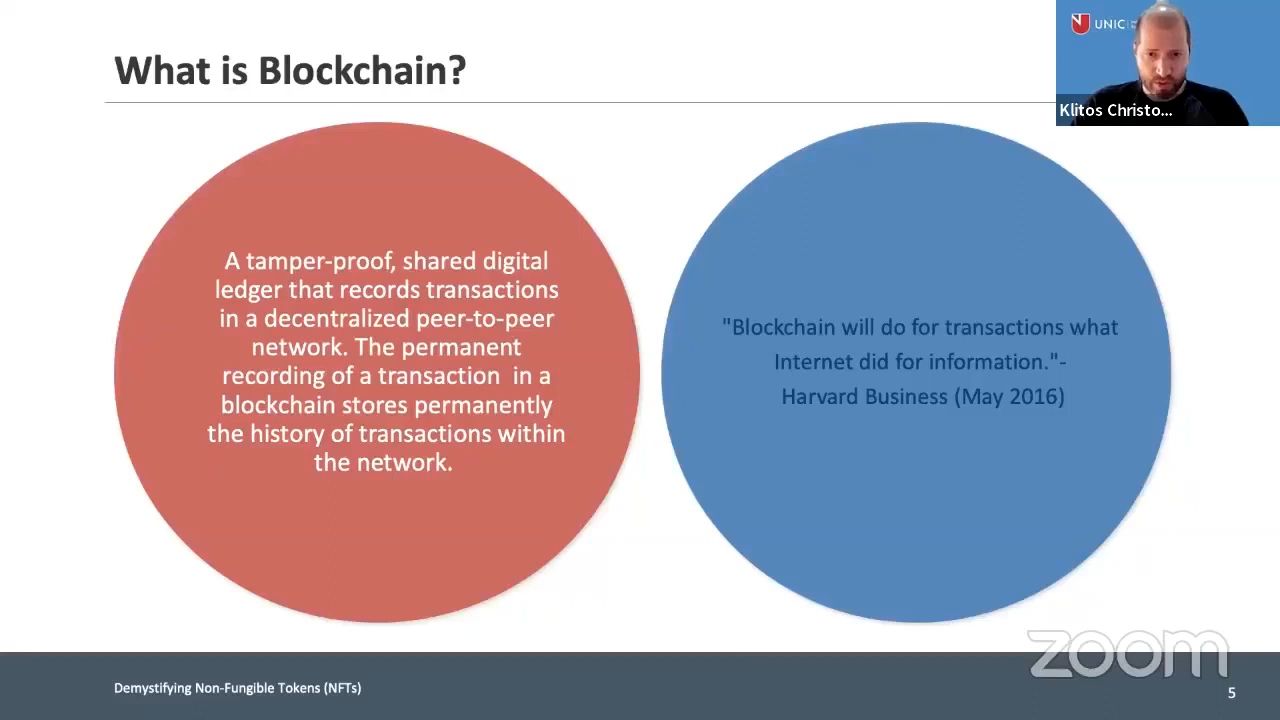 What is Blockchain?
UNIC
Klitos Christo...
A tamper-proof, shared digital
ledger that records transactions
in a decentralized peer-to-peer
network. The permanent
recording of a transaction in a
blockchain stores permanently
the history of transactions within
the network.
"Blockchain will do for transactions what
Internet did for information."-
Harvard Business (May 2016)
zoom
Demystifying Non-Fungible Tokens (NFTs)
5